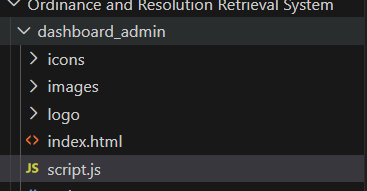 Ordinance and Resolution Retrieval System
dashboard_admin
icons
images
logo
<> index.html
JS script.js